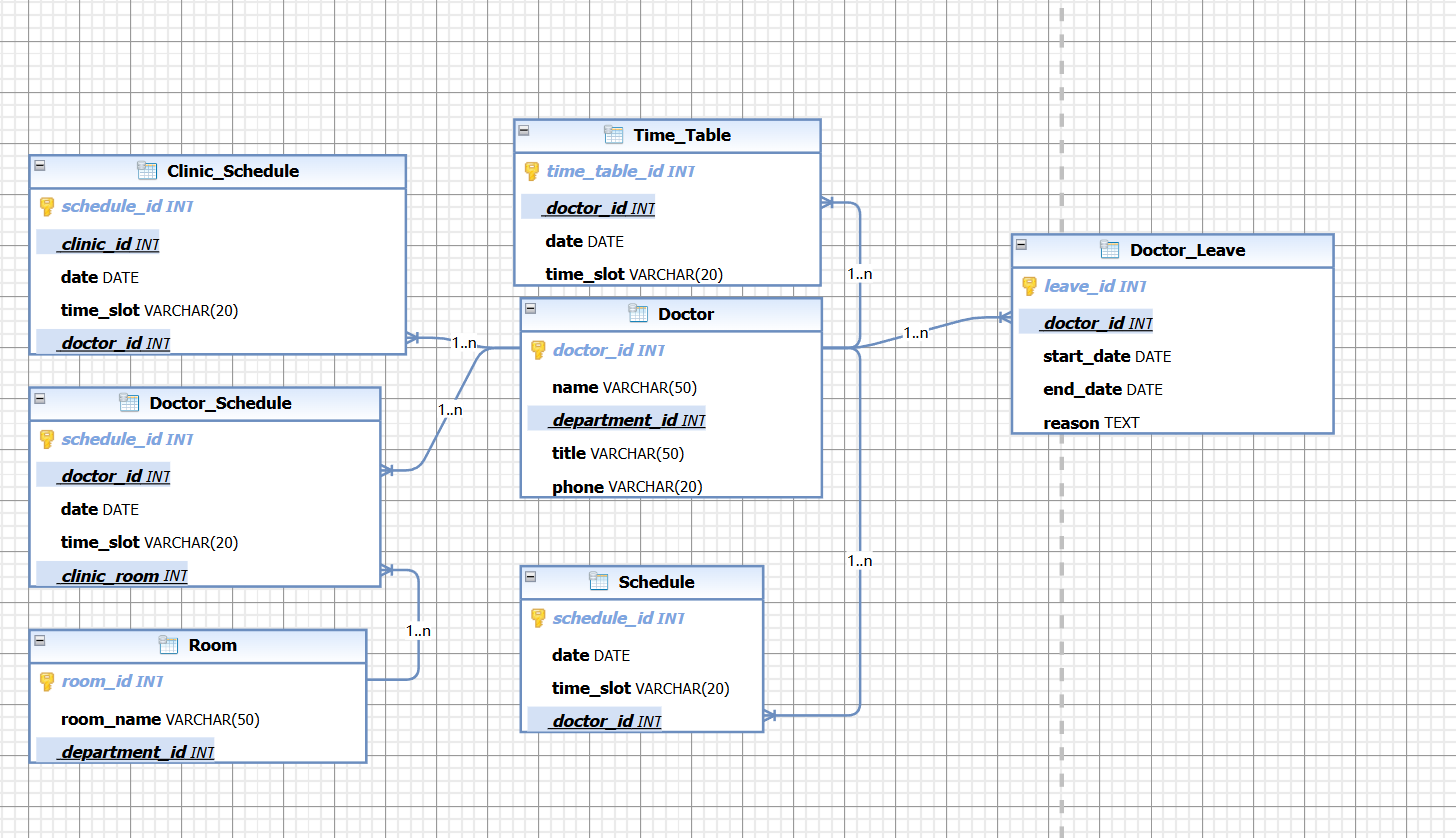 Clinic_Schedule
schedule_id INT
clinic_id INT
date DATE
time_slot VARCHAR(20)
doctor_id INT
Doctor_Schedule
schedule_id INT
doctor_id INT
date DATE
time_slot VARCHAR(20)
clinic_room INT
Room
room_id INT
room_name VARCHAR(50)
department_id INT
1..n
1..n
1..n
Time_Table
time_table_id INT
doctor_id INT
date DATE
time_slot VARCHAR(20)
Doctor
doctor_id INT
name VARCHAR(50)
department_id INT
title VARCHAR(50)
phone VARCHAR(20)
Schedule
schedule_id INT
date DATE
time_slot VARCHAR(20)
doctor_id INT
1..n
1..n
1..n
Doctor_Leave
leave_id INT
doctor_id INT
start_date DATE
end_date DATE
reason TEXT